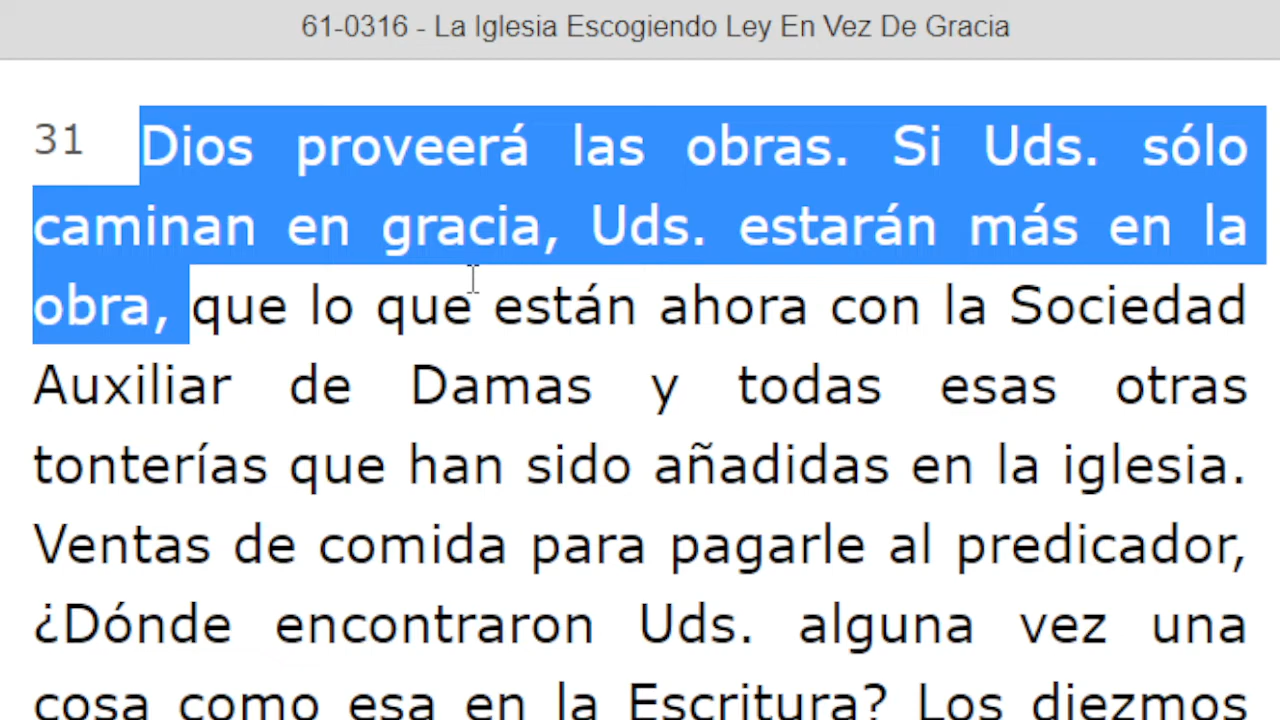 61-0316 - La Iglesia Escogiendo Ley En Vez De Gracia
31 Dios proveerá las obras. Si Uds. sólo
caminan en gracia, Uds. estarán más en la
obra, que lo que están ahora con la Sociedad
Auxiliar de Damas y todas esas otras
tonterías que han sido añadidas en la iglesia.
Ventas de comida para pagarle al predicador,
¿Dónde encontraron Uds. alguna vez una
cosa como esa en la Escritura? Los diezmos